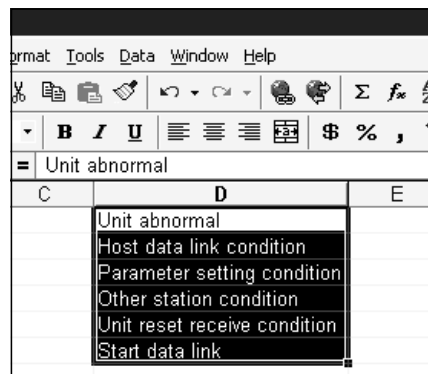 ormat Tools Data Window Help
B I U $ % ,
Σ fx
= Unit abnormal
C D E
Unit abnormal
Host data link condition
Parameter setting condition
Other station condition
Unit reset receive condition
Start data link